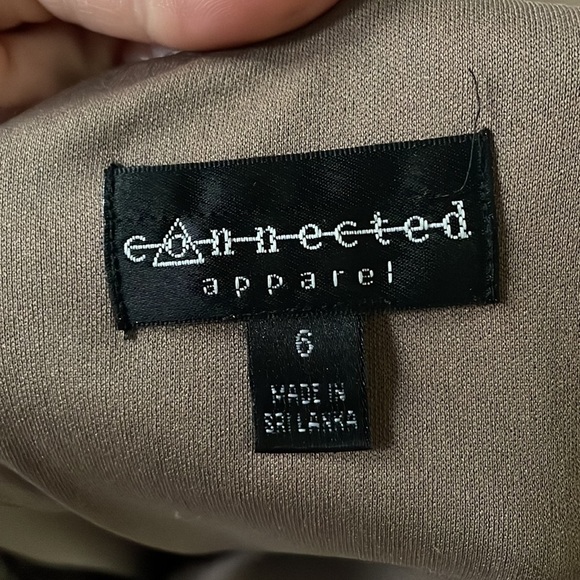 connected
apparel
6
MADE IN
SRI LANKA